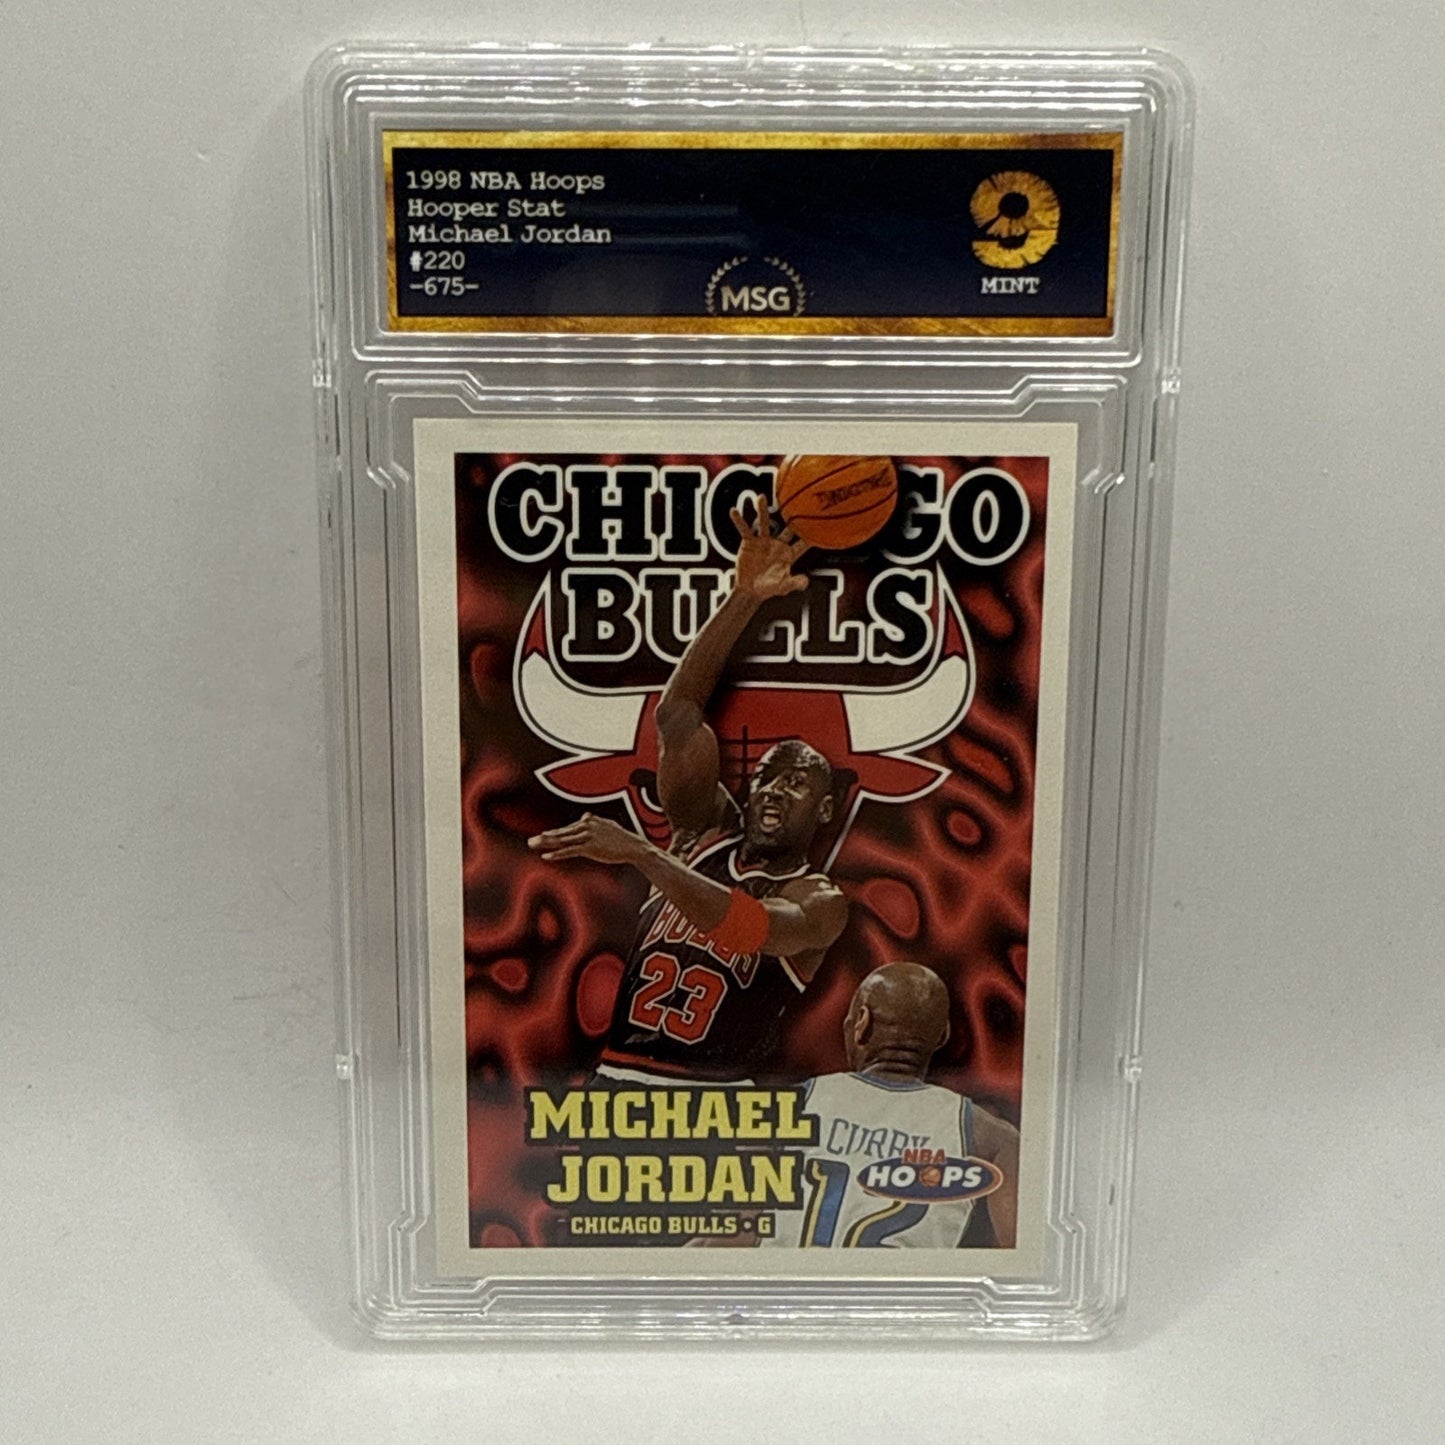 1998 NBA Hoops
Hooper Stat
Michael Jordan
#220
-675-
MSG
9
MINT
CHICAGO
BULLS
BULLS
23
MICHAEL
JORDAN
CHICAGO BULLS • G
CURRY
12
NBA
HOOPS